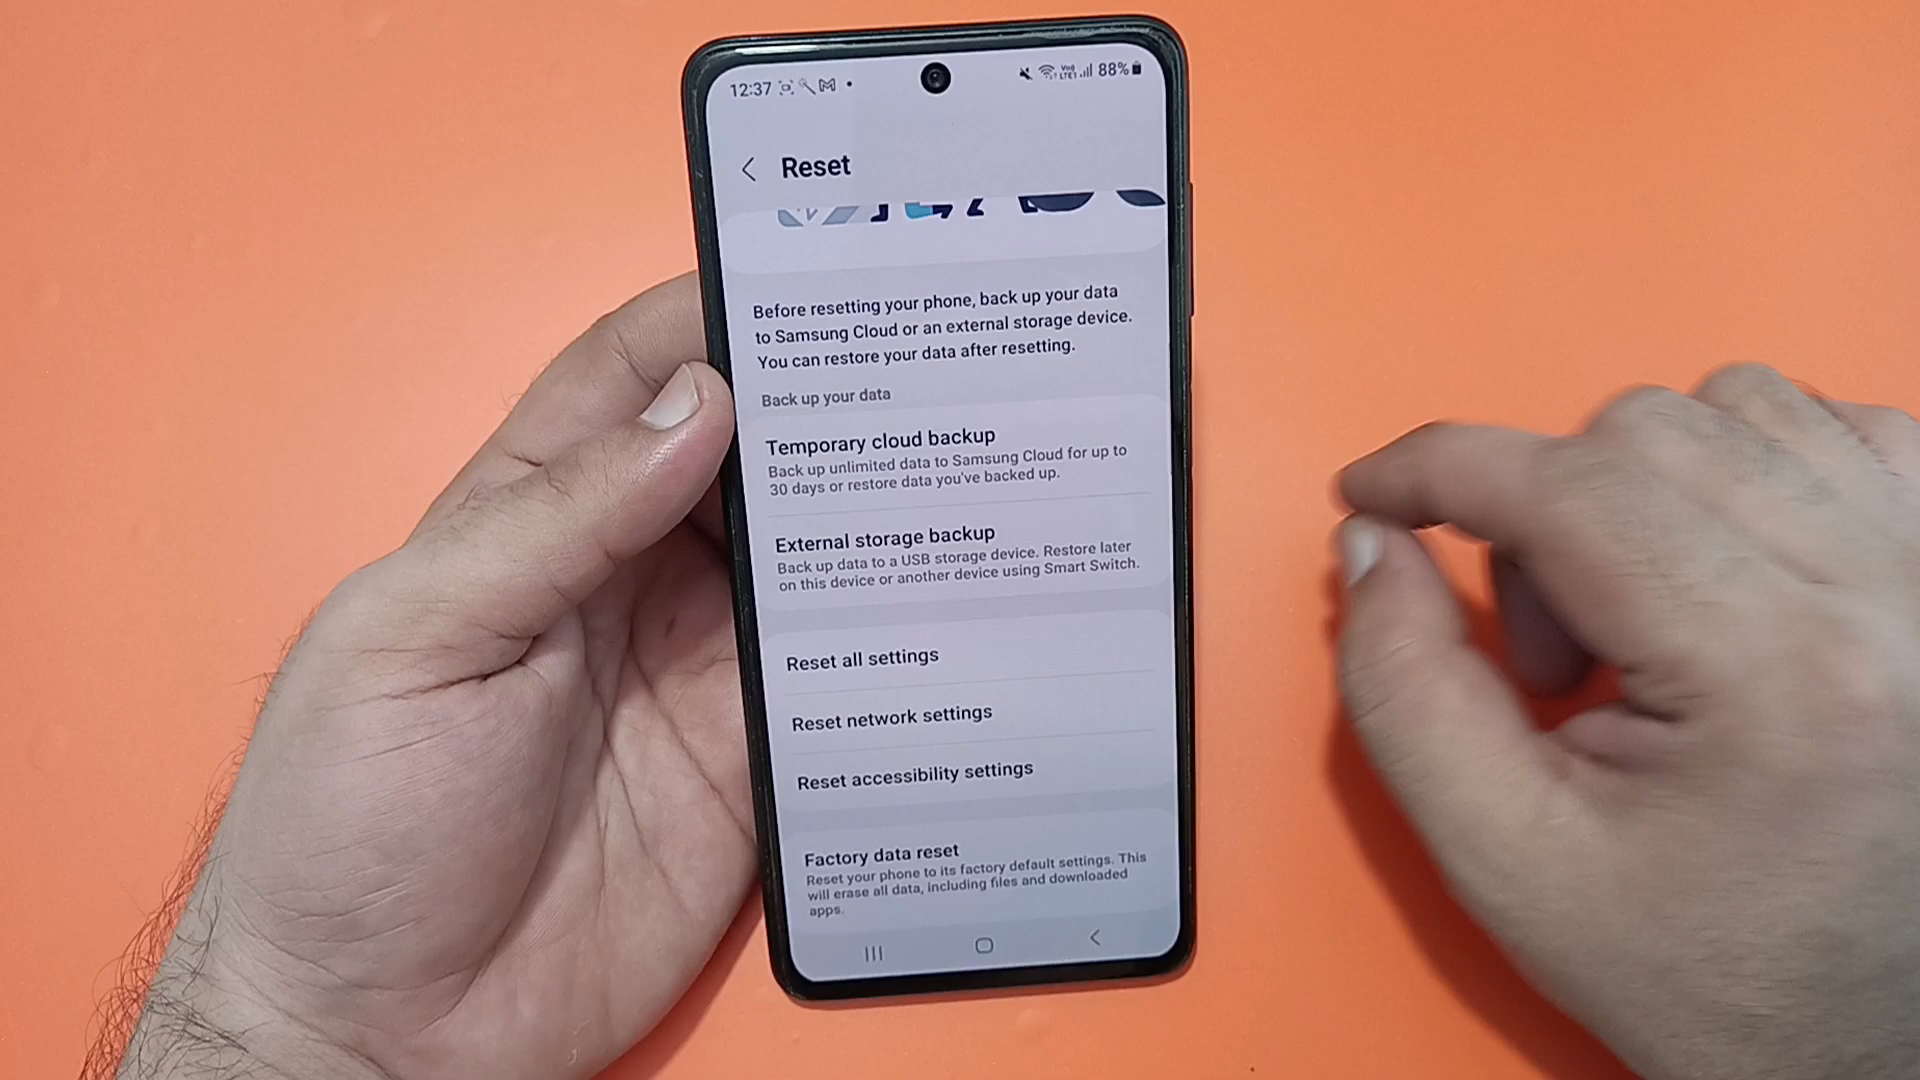 12:37 88%
Reset
Before resetting your phone, back up your data
to Samsung Cloud or an external storage device.
You can restore your data after resetting.
Back up your data
Temporary cloud backup
Back up unlimited data to Samsung Cloud for up to
30 days or restore data you've backed up.
External storage backup
Back up data to a USB storage device. Restore later
on this device or another device using Smart Switch.
Reset all settings
Reset network settings
Reset accessibility settings
Factory data reset
Reset your phone to its factory default settings. This
will erase all data, including files and downloaded
apps.